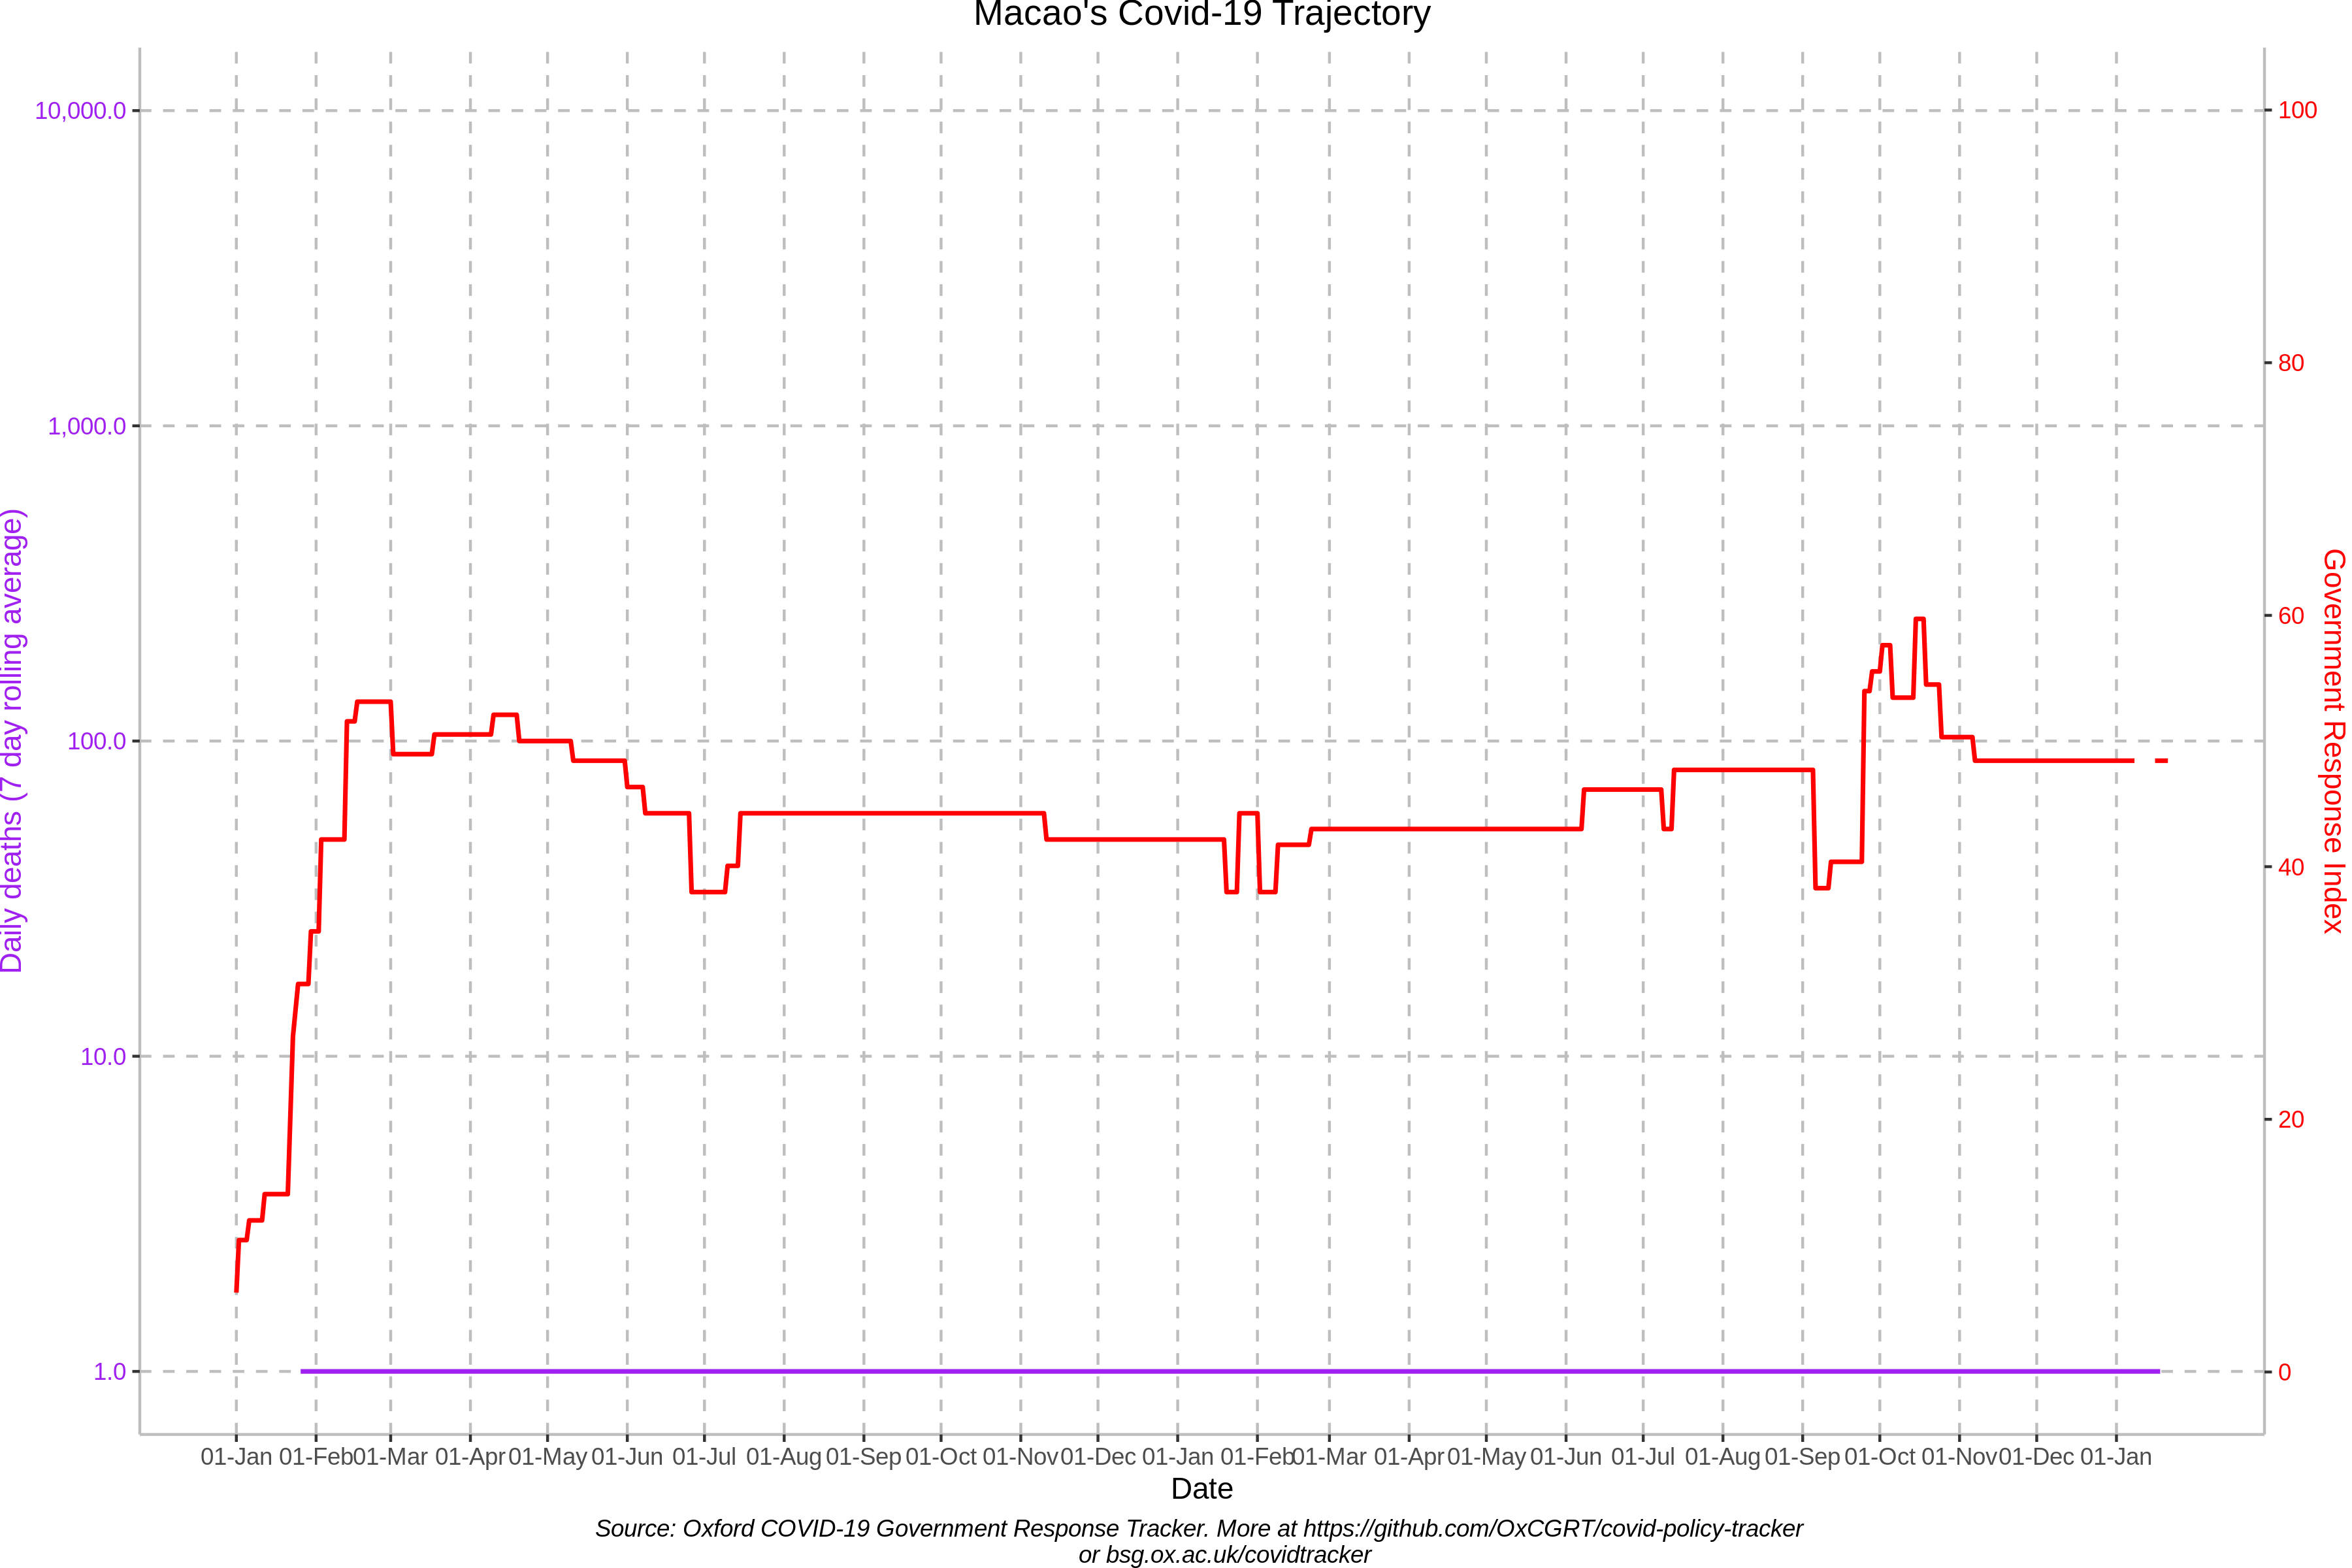 Macao's Covid-19 Trajectory
10,000.0
1,000.0
100.0
10.0
1.0
Daily deaths (7 day rolling average)
100
80
60
40
20
0
Government Response Index
01-Jan 01-Feb 01-Mar 01-Apr 01-May 01-Jun 01-Jul 01-Aug 01-Sep 01-Oct 01-Nov 01-Dec 01-Jan 01-Feb 01-Mar 01-Apr 01-May 01-Jun 01-Jul 01-Aug 01-Sep 01-Oct 01-Nov 01-Dec 01-Jan
Date
Source: Oxford COVID-19 Government Response Tracker. More at https://github.com/OxCGRT/covid-policy-tracker
or bsg.ox.ac.uk/covidtracker